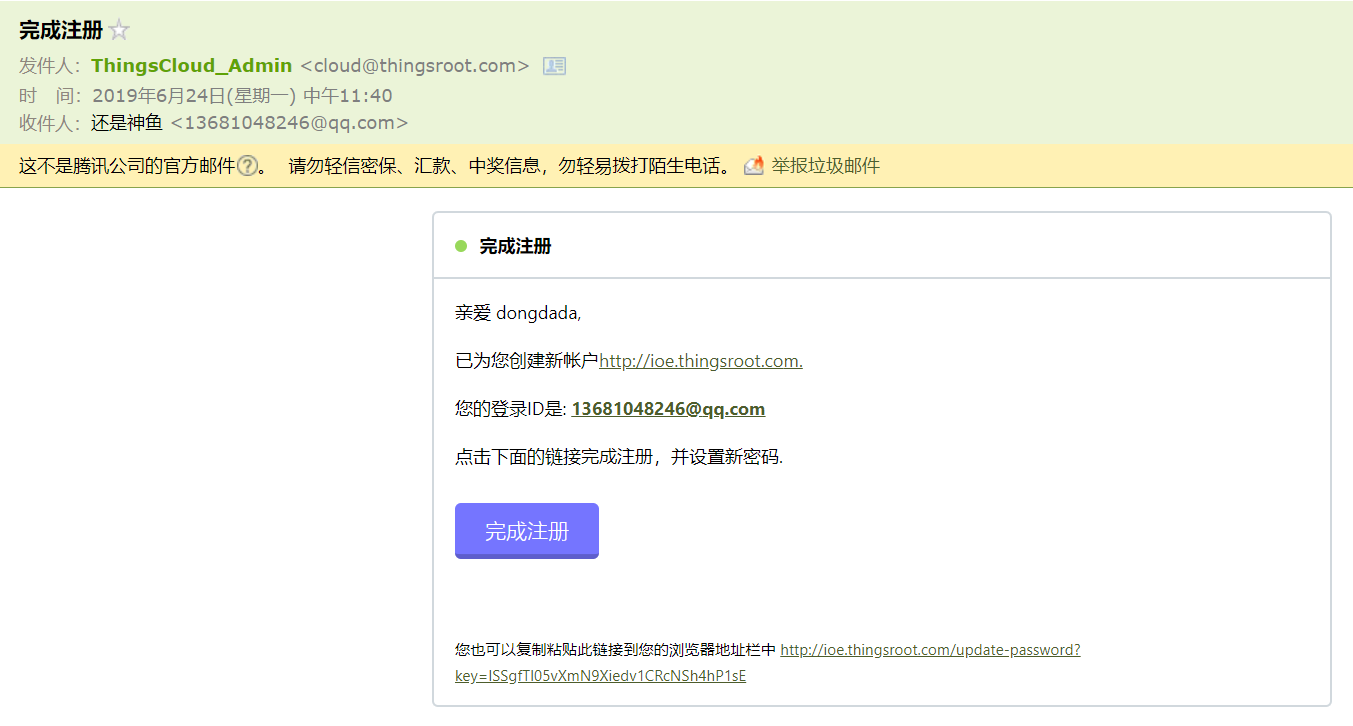 完成注册
发件人：ThingsCloud_Admin <cloud@thingsroot.com>
时 间：2019年6月24日(星期一) 中午11:40
收件人：还是神鱼 <13681048246@qq.com>
这不是腾讯公司的官方邮件?。 请勿轻信密保、汇款、中奖信息，勿轻易拨打陌生电话。 举报垃圾邮件
完成注册
亲爱 dongdada,
已为您创建新帐户http://ioe.thingsroot.com.
您的登录ID是: 13681048246@qq.com
点击下面的链接完成注册，并设置新密码.
完成注册
您也可以复制粘贴此链接到您的浏览器地址栏中 http://ioe.thingsroot.com/update-password?
key=ISSgfTI05vXmN9Xiedv1CRcNSh4hP1sE